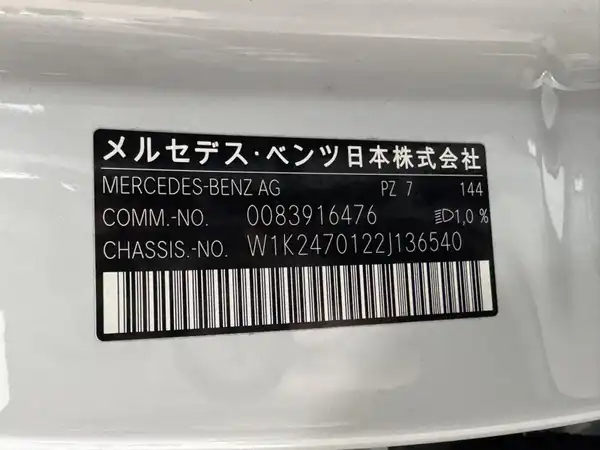 メルセデス・ベンツ日本株式会社
MERCEDES-BENZ AG PZ 7 144
COMM.-NO. 0083916476 1,0 %
CHASSIS.-NO. W1K2470122J136540